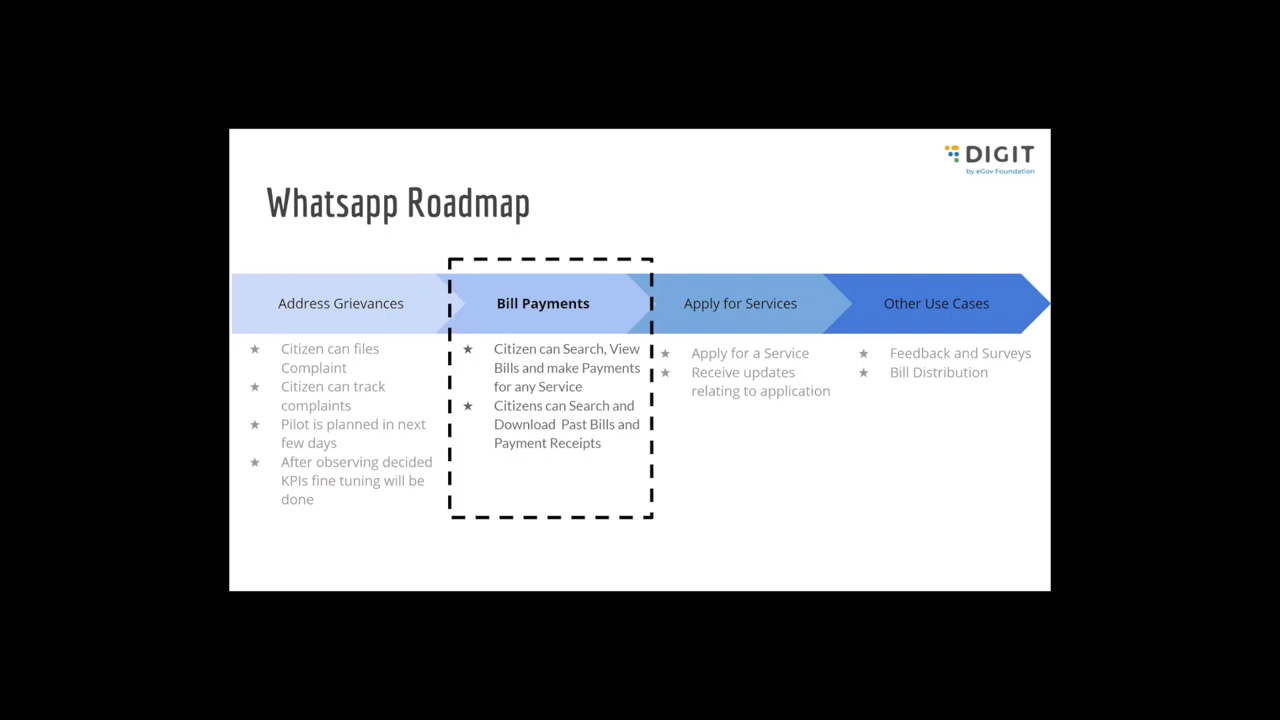 DIGIT
by eGov Foundation
Whatsapp Roadmap
Address Grievances
Citizen can files
Complaint
Citizen can track
complaints
Pilot is planned in next
few days
After observing decided
KPIs fine tuning will be
done
Bill Payments
Citizen can Search, View
Bills and make Payments
for any Service
Citizens can Search and
Download Past Bills and
Payment Receipts
Apply for Services
Apply for a Service
Receive updates
relating to application
Other Use Cases
Feedback and Surveys
Bill Distribution